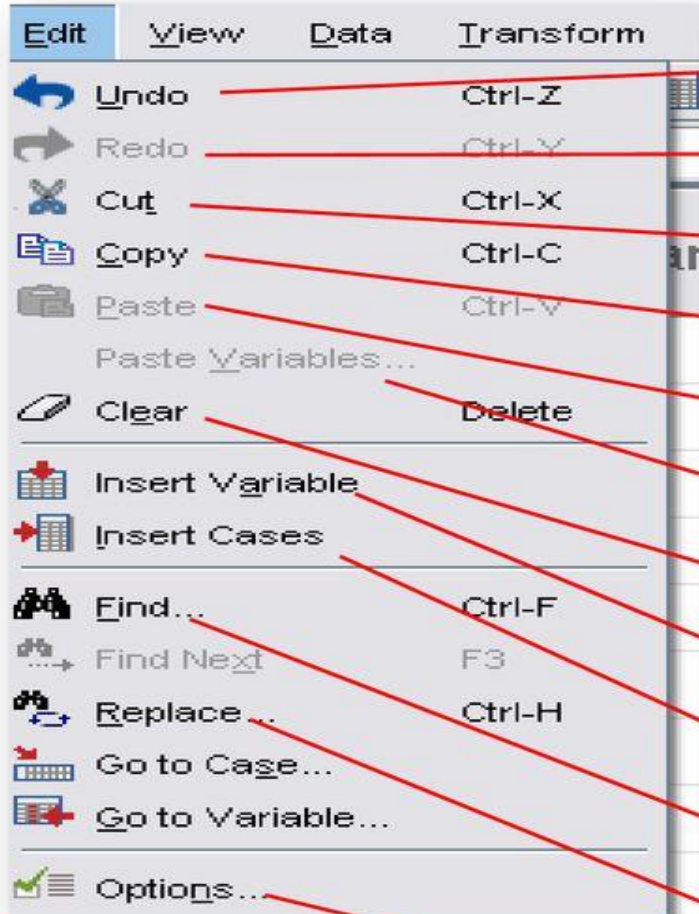 Edit View Data Transform
Undo Ctrl-Z
Redo Ctrl-Y
Cut Ctrl-X
Copy Ctrl-C
Paste Ctrl-V
Paste Variables...
Clear Delete
Insert Variable
Insert Cases
Find... Ctrl-F
Find Next F3
Replace... Ctrl-H
Go to Case...
Go to Variable...
Options...